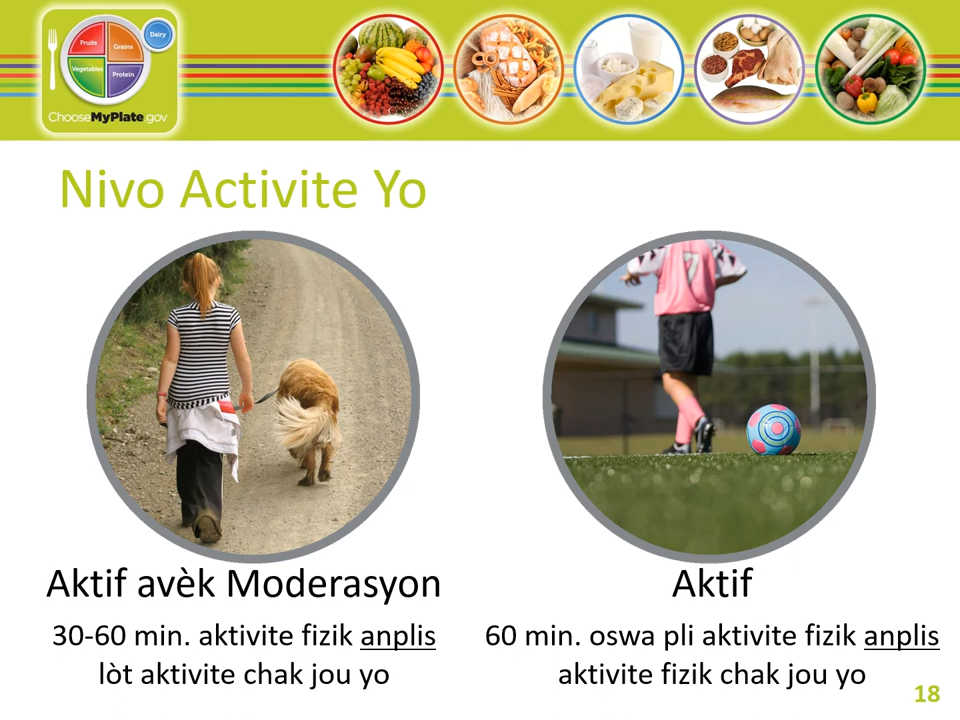 Fruits
Grains
Dairy
Vegetables
Protein
ChooseMyPlate.gov
Nivo Activite Yo
Aktif avèk Moderasyon
30-60 min. aktivite fizik anplis
lòt aktivite chak jou yo
Aktif
60 min. oswa pli aktivite fizik anplis
aktivite fizik chak jou yo
18